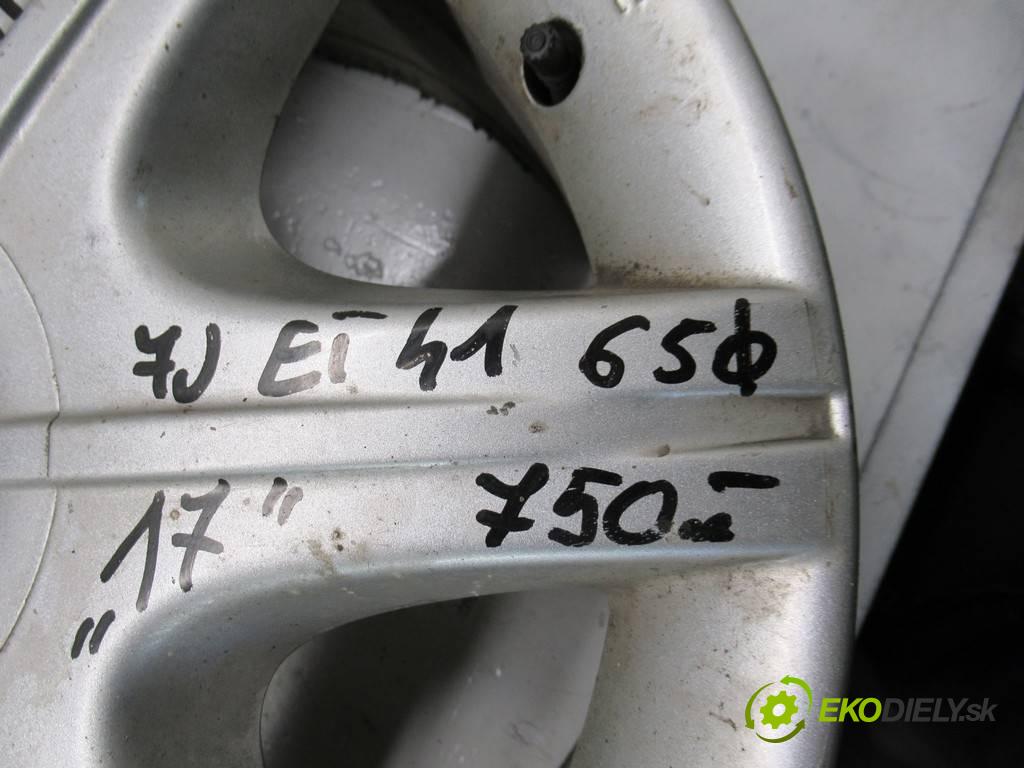 7J ET 41 65ϕ
"17" 750.-
EKODIELY.sk